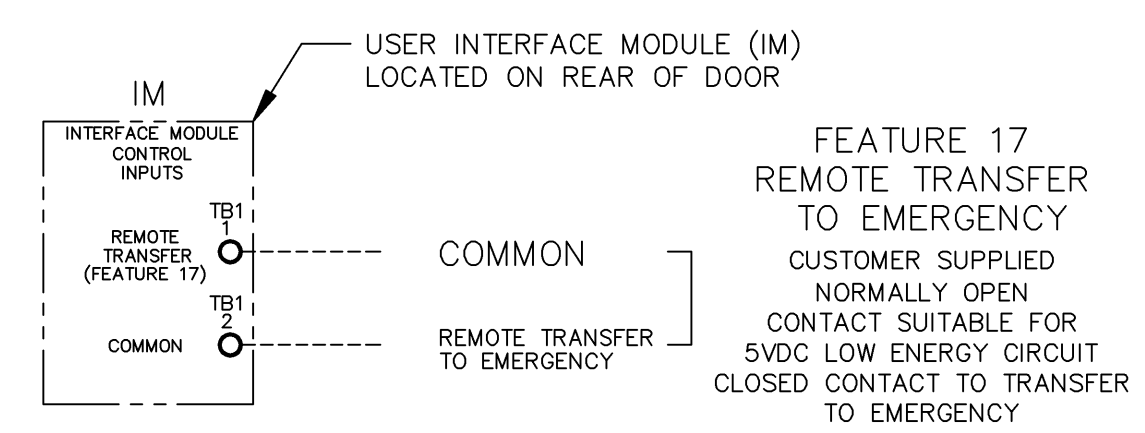 USER INTERFACE MODULE (IM)
LOCATED ON REAR OF DOOR
IM
INTERFACE MODULE
CONTROL
INPUTS
TB1
1
REMOTE
TRANSFER
(FEATURE 17)
TB1
2
COMMON
COMMON
REMOTE TRANSFER
TO EMERGENCY
FEATURE 17
REMOTE TRANSFER
TO EMERGENCY
CUSTOMER SUPPLIED
NORMALLY OPEN
CONTACT SUITABLE FOR
5VDC LOW ENERGY CIRCUIT
CLOSED CONTACT TO TRANSFER
TO EMERGENCY